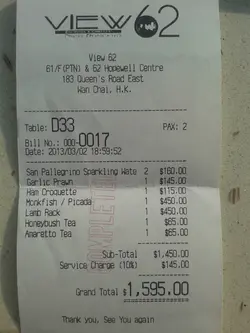 VIEW 62
View 62
61/F(PTN) & 62 Hopewell Centre
183 Queen's Road East
Wan Chai, H.K.
Table: D33 PAX: 2
Bill No.: 000-0017
Date: 2013/03/02 18:59:52
San Pellegrino Sparkling Wate 2 $160.00
Garlic Prawn 1 $145.00
Ham Croquette 1 $115.00
Monkfish / Picada 1 $450.00
Lamb Rack 1 $450.00
Honeybush Tea 1 $65.00
Amaretto Tea 1 $65.00
Sub-Total $1,450.00
Service Charge (10%) $145.00
Grand Total $1,595.00
Thank you, See You again